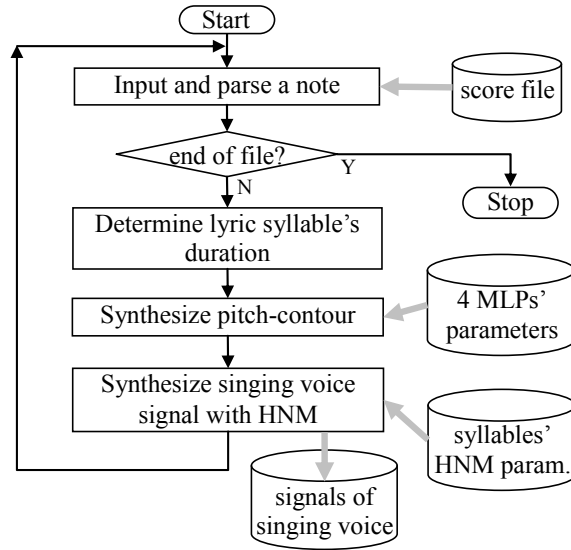 Start
Input and parse a note
score file
end of file?
Y
N
Stop
Determine lyric syllable's
duration
Synthesize pitch-contour
4 MLPs'
parameters
Synthesize singing voice
signal with HNM
syllables'
HNM param.
signals of
singing voice